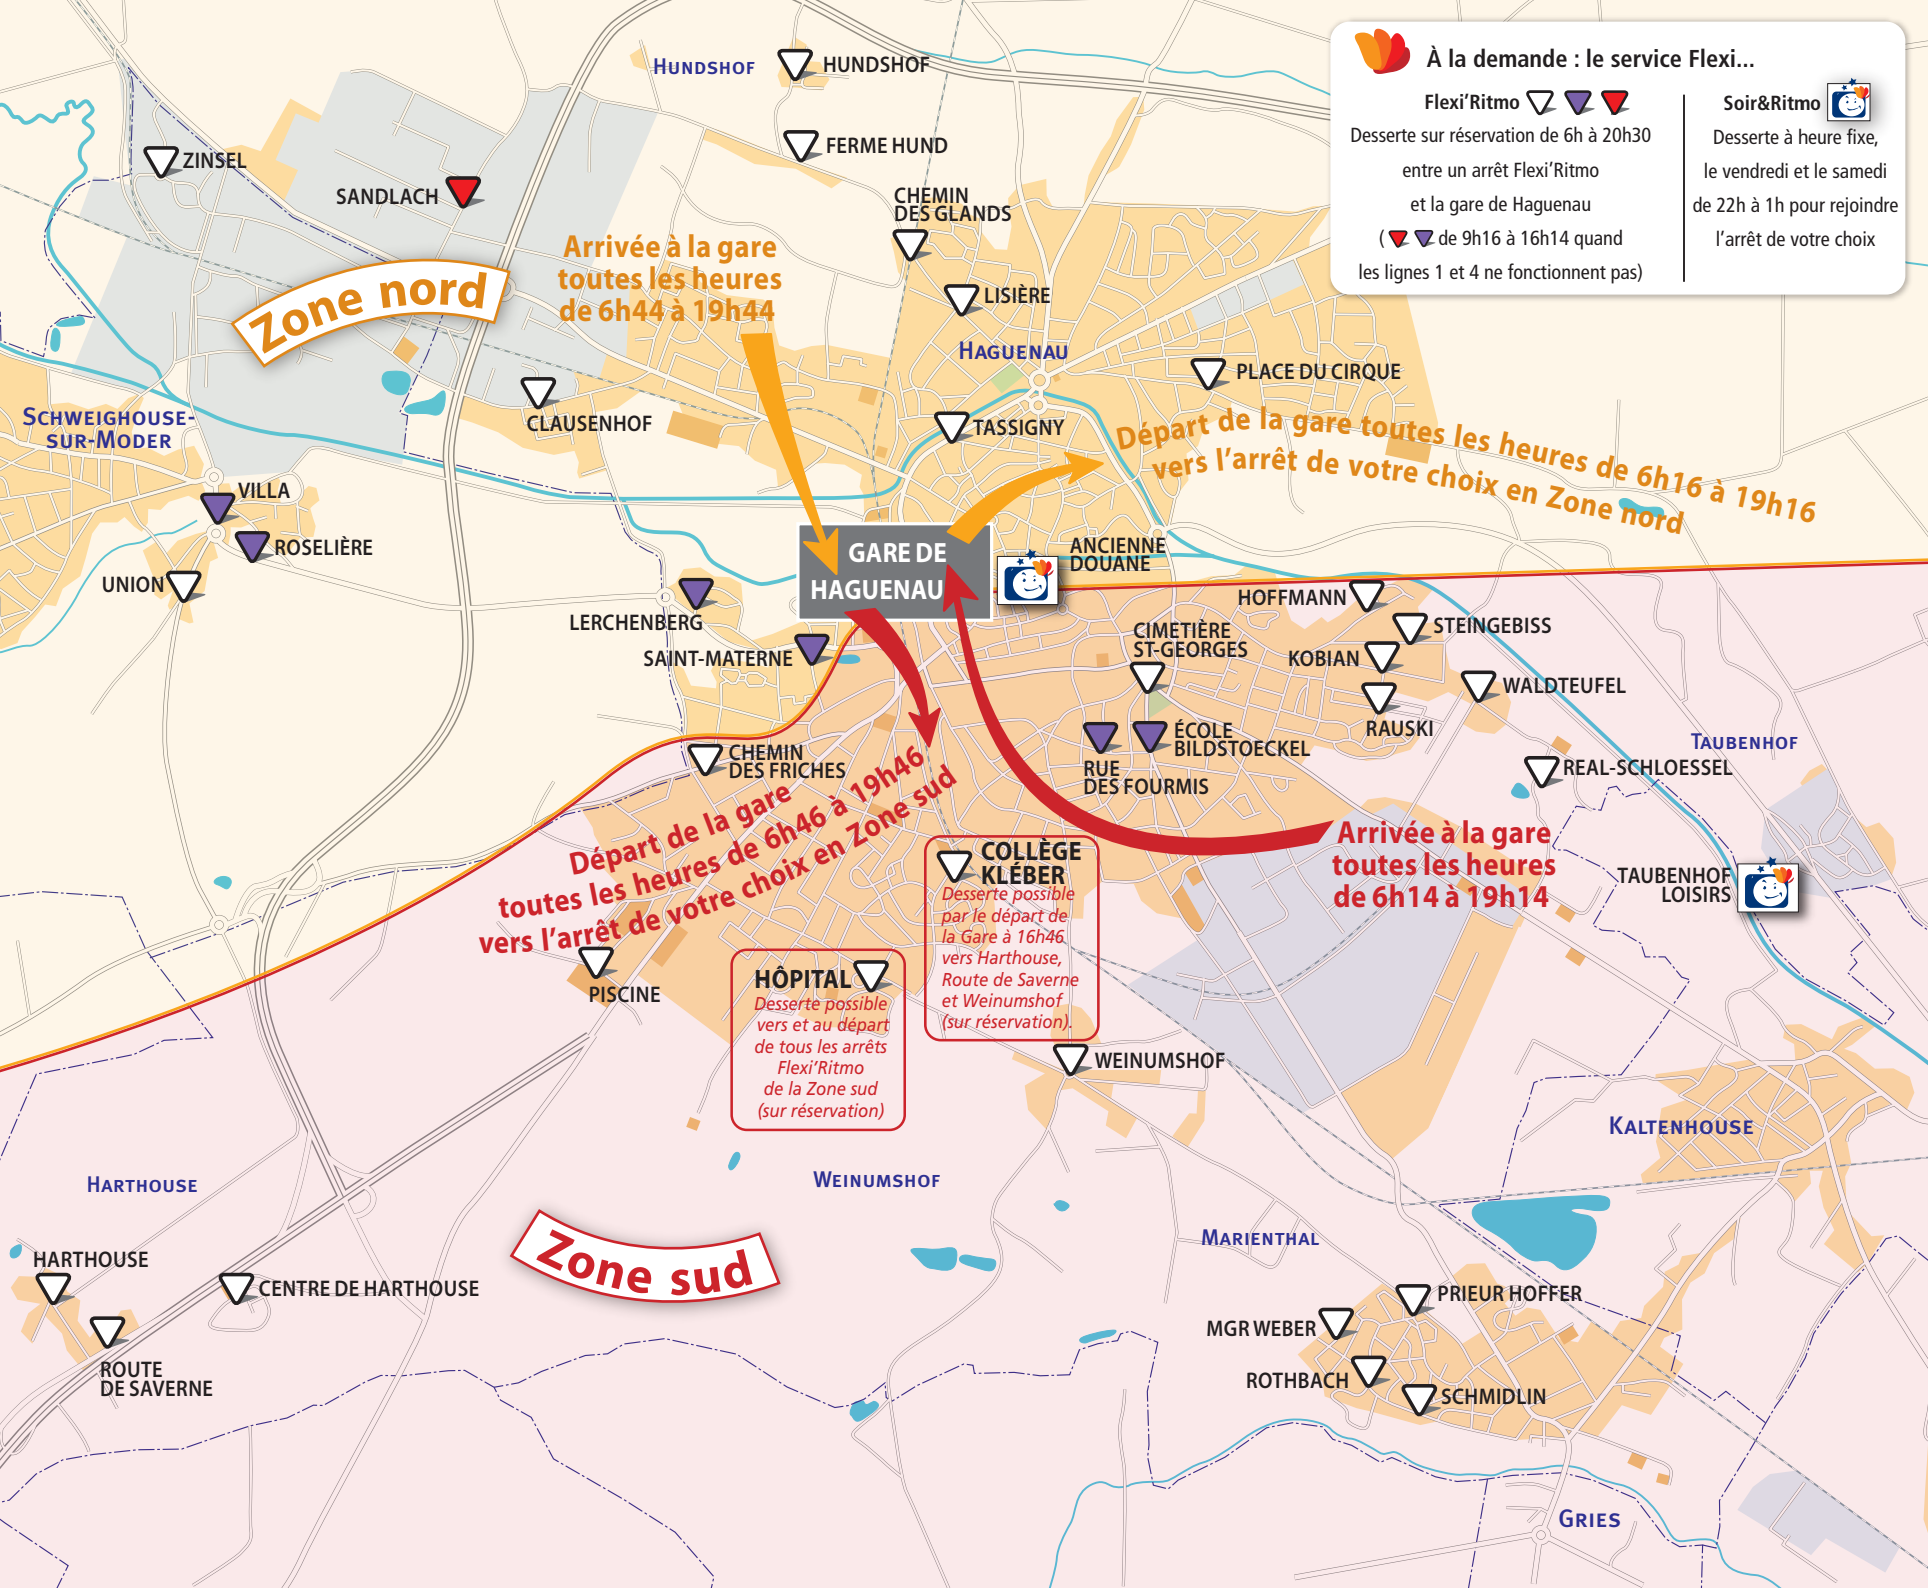 À la demande : le service Flexi...
Flexi'Ritmo
Desserte sur réservation de 6h à 20h30
entre un arrêt Flexi'Ritmo
et la gare de Haguenau
( de 9h16 à 16h14 quand
les lignes 1 et 4 ne fonctionnent pas)
Soir&Ritmo
Desserte à heure fixe,
le vendredi et le samedi
de 22h à 1h pour rejoindre
l'arrêt de votre choix
HUNDSHOF
HUNDSHOF
FERME HUND
ZINSEL
SANDLACH
CHEMIN
DES GLANDS
Zone nord
Arrivée à la gare
toutes les heures
de 6h44 à 19h44
LISIÈRE
HAGUENAU
PLACE DU CIRQUE
CLAUSENHOF
TASSIGNY
SCHWEIGHOUSE-
SUR-MODER
Départ de la gare toutes les heures de 6h16 à 19h16
vers l'arrêt de votre choix en Zone nord
VILLA
ROSELIÈRE
UNION
GARE DE
HAGUENAU
ANCIENNE
DOUANE
LERCHENBERG
SAINT-MATERNE
HOFFMANN
STEINGEBISS
CIMETIÈRE
ST-GEORGES
KOBIAN
WALDTEUFEL
RAUSKI
ÉCOLE
BILDSTOECKEL
RUE
DES FOURMIS
TAUBENHOF
REAL-SCHLOESSEL
CHEMIN
DES FRICHES
Départ de la gare
toutes les heures de 6h46 à 19h46
vers l'arrêt de votre choix en Zone sud
Arrivée à la gare
toutes les heures
de 6h14 à 19h14
TAUBENHOF
LOISIRS
COLLÈGE
KLÉBER
Desserte possible
par le départ de
la Gare à 16h46
vers Harthouse,
Route de Saverne
et Weinumshof
(sur réservation).
PISCINE
HÔPITAL
Desserte possible
vers et au départ
de tous les arrêts
Flexi'Ritmo
de la Zone sud
(sur réservation)
WEINUMSHOF
KALTENHOUSE
HARTHOUSE
WEINUMSHOF
MARIENTHAL
Zone sud
HARTHOUSE
CENTRE DE HARTHOUSE
ROUTE
DE SAVERNE
PRIEUR HOFFER
MGR WEBER
ROTHBACH
SCHMIDLIN
GRIES